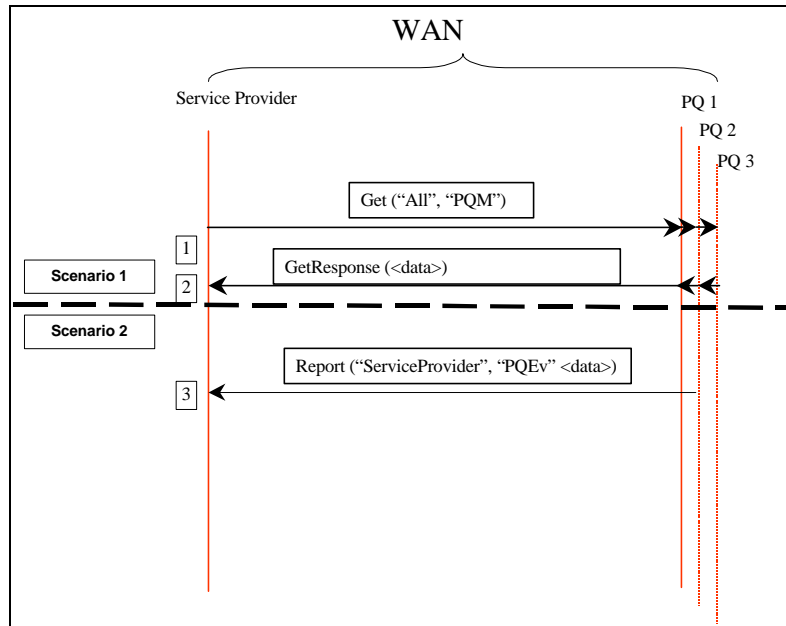 WAN
Service Provider
PQ 1
PQ 2
PQ 3
Get (“All”, “PQM”)
1
Scenario 1
GetResponse (<data>)
2
Scenario 2
Report (“ServiceProvider”, “PQEv” <data>)
3